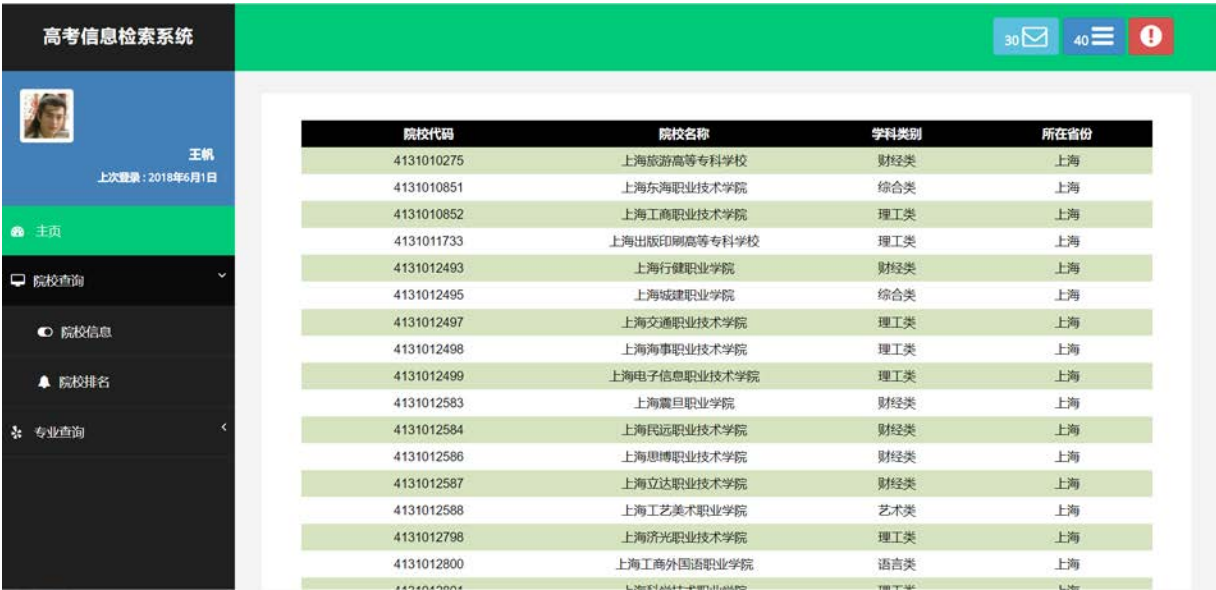 高考信息检索系统
30
40
王帆
上次登录：2018年6月1日
主页
院校查询
院校信息
院校排名
专业查询
院校代码 院校名称 学科类别 所在省份
4131010275 上海旅游高等专科学校 财经类 上海
4131010851 上海东海职业技术学院 综合类 上海
4131010852 上海工商职业技术学院 理工类 上海
4131011733 上海出版印刷高等专科学校 理工类 上海
4131012493 上海行健职业学院 财经类 上海
4131012495 上海城建职业学院 综合类 上海
4131012497 上海交通职业技术学院 理工类 上海
4131012498 上海海事职业技术学院 理工类 上海
4131012499 上海电子信息职业技术学院 理工类 上海
4131012583 上海震旦职业学院 财经类 上海
4131012584 上海民远职业技术学院 财经类 上海
4131012586 上海思博职业技术学院 财经类 上海
4131012587 上海立达职业技术学院 财经类 上海
4131012588 上海工艺美术职业学院 艺术类 上海
4131012798 上海济光职业技术学院 理工类 上海
4131012800 上海工商外国语职业学院 语言类 上海